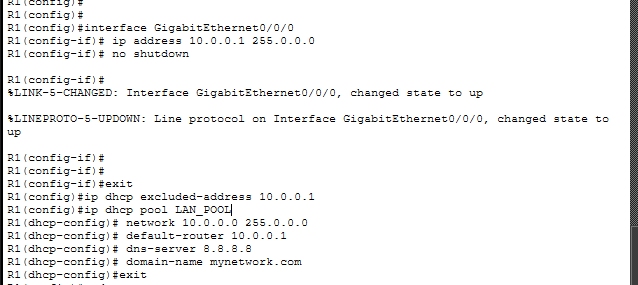 R1(config)#
R1(config)#
R1(config)#interface GigabitEthernet0/0/0
R1(config-if)# ip address 10.0.0.1 255.0.0.0
R1(config-if)# no shutdown
R1(config-if)#
%LINK-5-CHANGED: Interface GigabitEthernet0/0/0, changed state to up
%LINEPROTO-5-UPDOWN: Line protocol on Interface GigabitEthernet0/0/0, changed state to
up
R1(config-if)#
R1(config-if)#
R1(config-if)#exit
R1(config)#ip dhcp excluded-address 10.0.0.1
R1(config)#ip dhcp pool LAN_POOL
R1(dhcp-config)# network 10.0.0.0 255.0.0.0
R1(dhcp-config)# default-router 10.0.0.1
R1(dhcp-config)# dns-server 8.8.8.8
R1(dhcp-config)# domain-name mynetwork.com
R1(dhcp-config)#exit